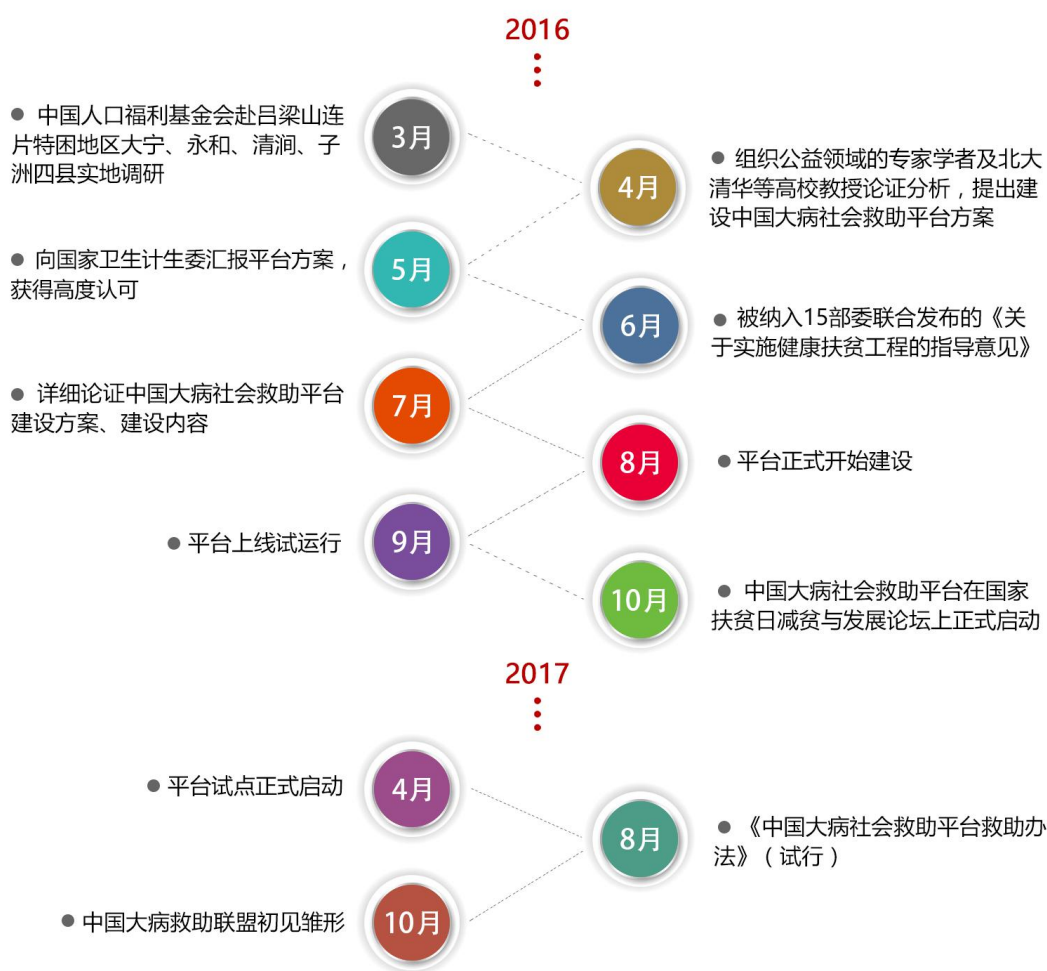 2016
3月
● 中国人口福利基金会赴吕梁山连
片特困地区大宁、永和、清涧、子
洲四县实地调研
4月
● 组织公益领域的专家学者及北大
清华等高校教授论证分析，提出建
设中国大病社会救助平台方案
5月
● 向国家卫生计生委汇报平台方案，
获得高度认可
6月
● 被纳入15部委联合发布的《关
于实施健康扶贫工程的指导意见》
7月
● 详细论证中国大病社会救助平台
建设方案、建设内容
8月
● 平台正式开始建设
9月
● 平台上线试运行
10月
● 中国大病社会救助平台在国家
扶贫日减贫与发展论坛上正式启动
2017
4月
● 平台试点正式启动
8月
● 《中国大病社会救助平台救助办
法》（试行）
10月
● 中国大病救助联盟初见雏形